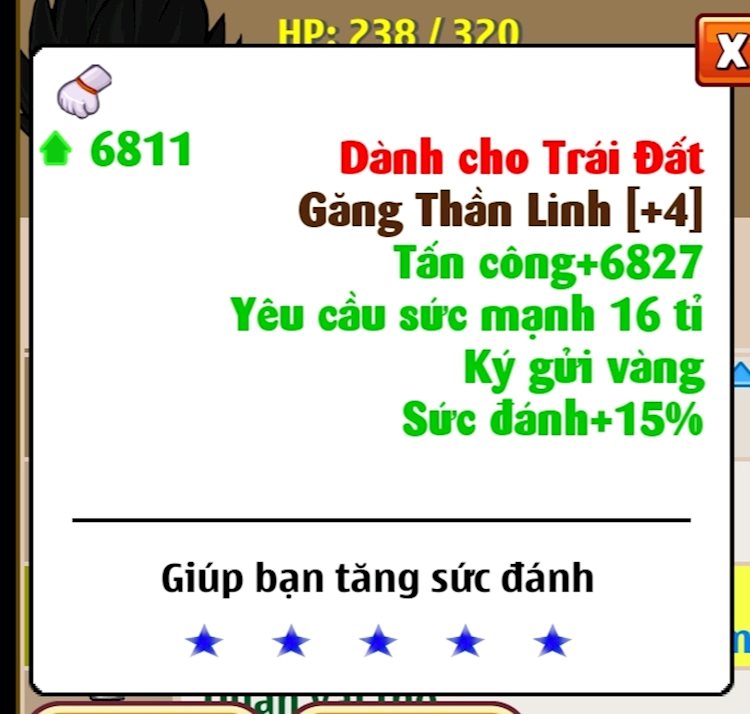 HP: 238 / 320
X
6811
Dành cho Trái Đất
Găng Thần Linh [+4]
Tấn công+6827
Yêu cầu sức mạnh 16 tỉ
Ký gửi vàng
Sức đánh+15%
Giúp bạn tăng sức đánh